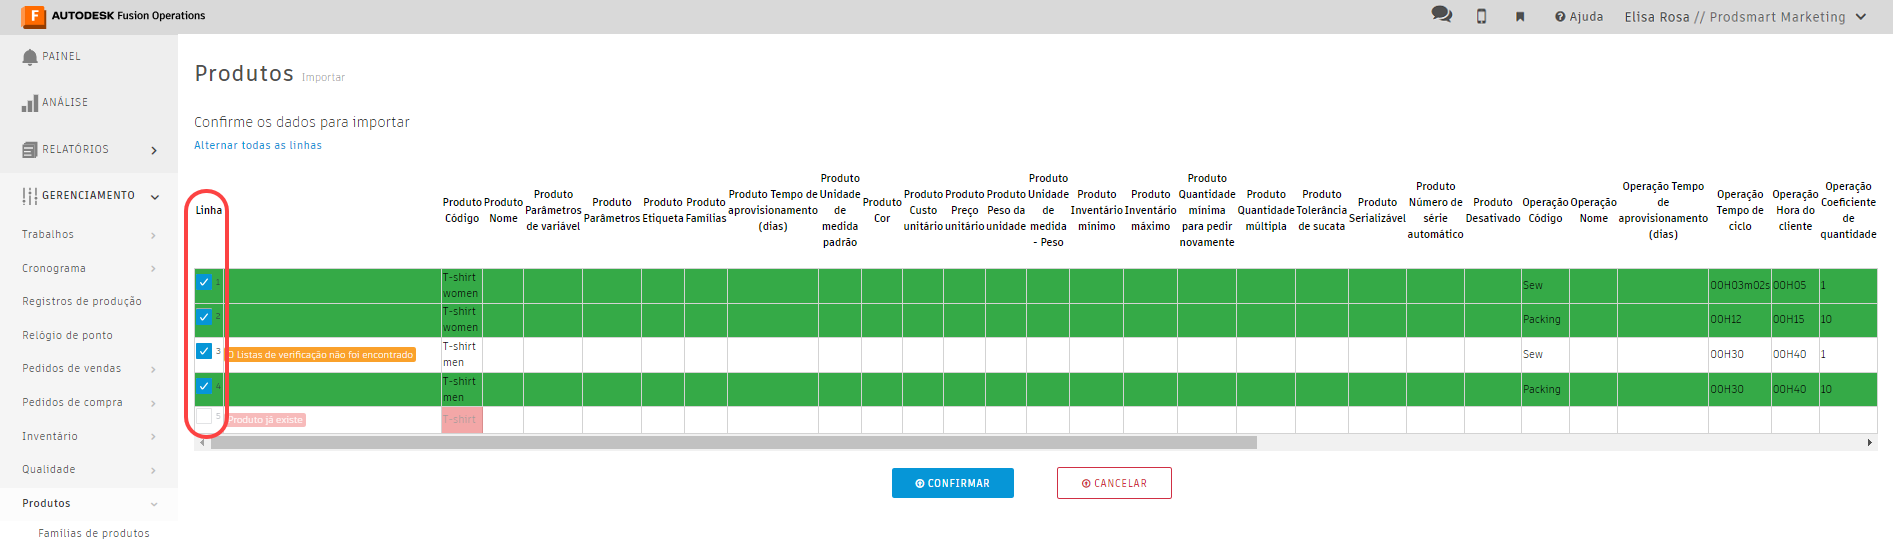 F AUTODESK Fusion Operations
Ajuda
Elisa Rosa // Prodsmart Marketing
PAINEL
ANÁLISE
RELATÓRIOS
GERENCIAMENTO
Trabalhos
Cronograma
Registros de produção
Relógio de ponto
Pedidos de vendas
Pedidos de compra
Inventário
Qualidade
Produtos
Famílias de produtos
Produtos Importar
Confirme os dados para importar
Alternar todas as linhas
Linha
Produto
Código
Produto
Nome
Produto
Parâmetros
de variável
Produto
Parâmetros
Produto
Etiqueta
Produto
Famílias
Produto Tempo de
aprovisionamento
(dias)
Produto
Unidade
de
medida
padrão
Produto
Cor
Produto
Custo
unitário
Produto
Preço
unitário
Produto
Peso da
unidade
Produto
Unidade
de
medida
- Peso
Produto
Inventário
mínimo
Produto
Inventário
máximo
Produto
Quantidade
mínima
para pedir
novamente
Produto
Quantidade
múltipla
Produto
Tolerância
de sucata
Produto
Serializável
Produto
Número de
série
automático
Produto
Desativado
Operação
Código
Operação
Nome
Operação Tempo
de
aprovisionamento
(dias)
Operação
Tempo de
ciclo
Operação
Hora do
cliente
Operação
Coeficiente
de
quantidade
1 T-shirt
women Sew 00H03m02s 00H05 1
2 T-shirt
women Packing 00H12 00H15 10
3 O Listas de verificação não foi encontrado T-shirt
men Sew 00H30 00H40 1
4 T-shirt
men Packing 00H30 00H40 10
5 Produto já existe T-shirt
CONFIRMAR
CANCELAR